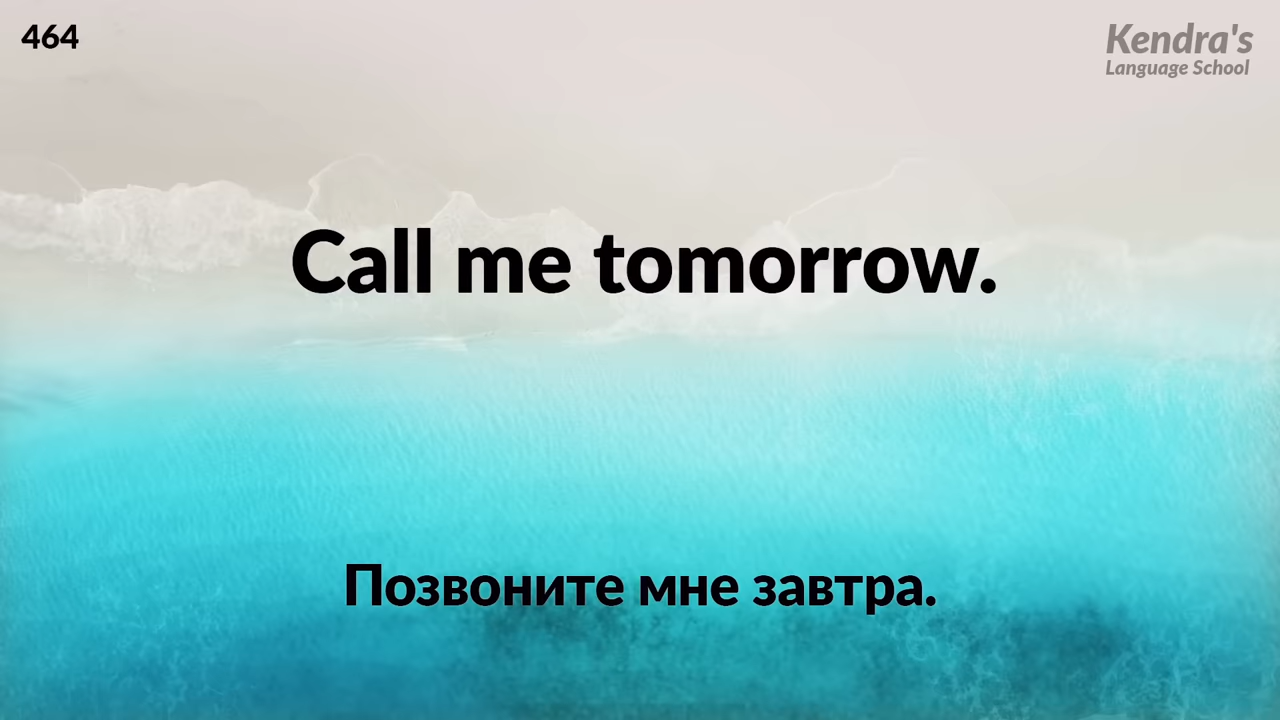 464
Kendra's
Language School
Call me tomorrow.
Позвоните мне завтра.